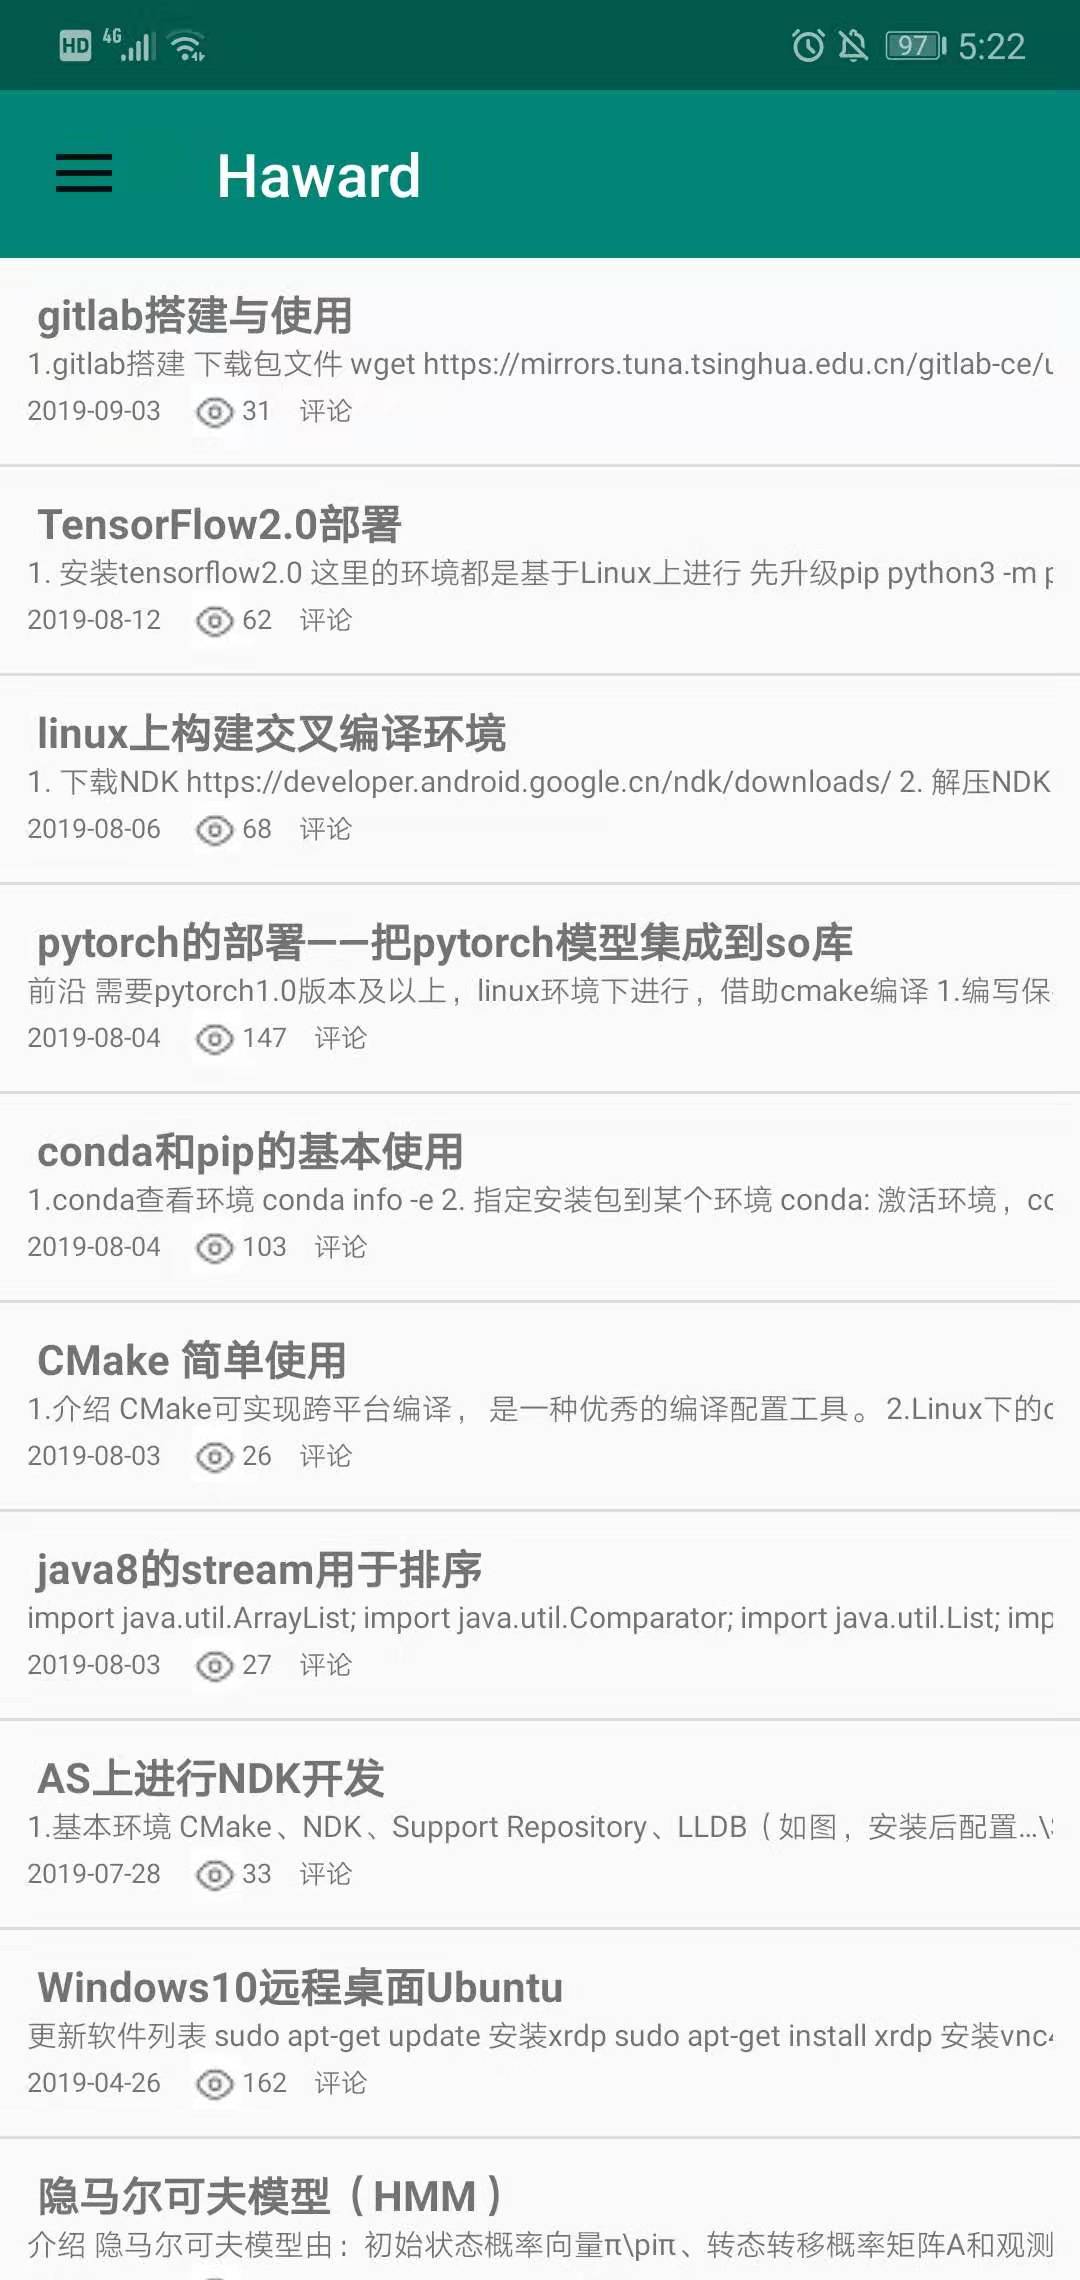 HD 4G 97 5:22
Haward
gitlab搭建与使用
1.gitlab搭建 下载包文件 wget https://mirrors.tuna.tsinghua.edu.cn/gitlab-ce/u
2019-09-03 31 评论
TensorFlow2.0部署
1. 安装tensorflow2.0 这里的环境都是基于Linux上进行 先升级pip python3 -m p
2019-08-12 62 评论
linux上构建交叉编译环境
1. 下载NDK https://developer.android.google.cn/ndk/downloads/ 2. 解压NDK
2019-08-06 68 评论
pytorch的部署——把pytorch模型集成到so库
前沿 需要pytorch1.0版本及以上，linux环境下进行，借助cmake编译 1.编写保
2019-08-04 147 评论
conda和pip的基本使用
1.conda查看环境 conda info -e 2. 指定安装包到某个环境 conda: 激活环境，co
2019-08-04 103 评论
CMake 简单使用
1.介绍 CMake可实现跨平台编译， 是一种优秀的编译配置工具。 2.Linux下的c
2019-08-03 26 评论
java8的stream用于排序
import java.util.ArrayList; import java.util.Comparator; import java.util.List; imp
2019-08-03 27 评论
AS上进行NDK开发
1.基本环境 CMake、NDK、Support Repository、LLDB（如图，安装后配置...\S
2019-07-28 33 评论
Windows10远程桌面Ubuntu
更新软件列表 sudo apt-get update 安装xrdp sudo apt-get install xrdp 安装vnc4
2019-04-26 162 评论
隐马尔可夫模型（HMM）
介绍 隐马尔可夫模型由：初始状态概率向量π\piπ、转态转移概率矩阵A和观测